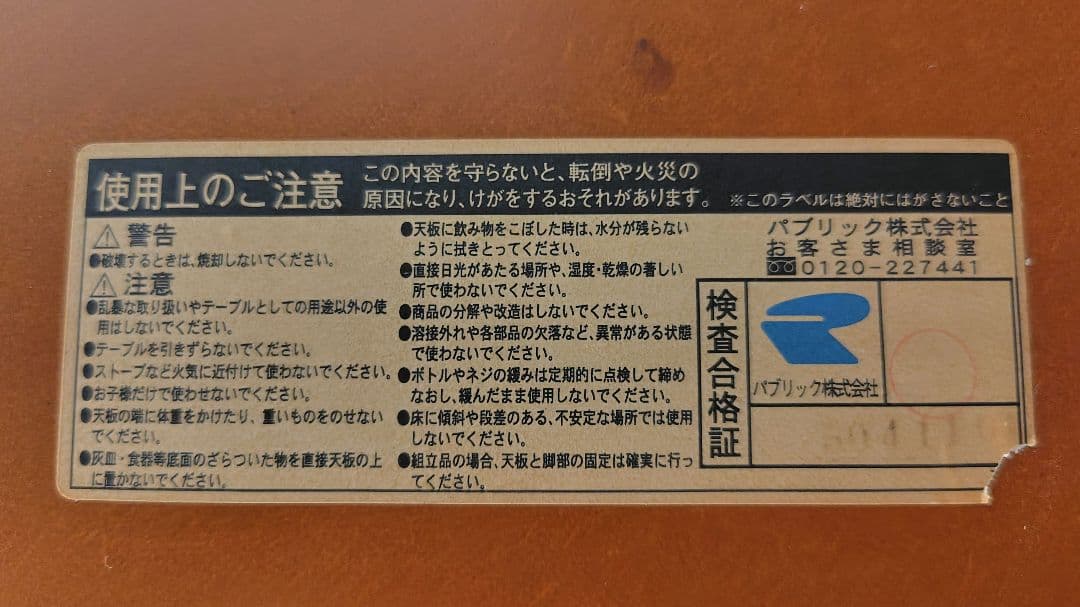 使用上のご注意
この内容を守らないと、転倒や火災の
原因になり、けがをするおそれがあります。
※このラベルは絶対にはがさないこと
⚠警告
●破壊するときは、焼却しないでください。
⚠注意
●乱暴な取り扱いやテーブルとしての用途以外の使
用はしないでください。
●テーブルを引きずらないでください。
●ストーブなど火気に近付けて使わないください。
●お子様だけで使わせないでください。
●天板の端に体重をかけたり、重いものをのせない
でください。
●灰皿・食器等底面のざらついた物を直接天板の上
に置かないでください。
●天板に飲み物をこぼした時は、水分が残らない
ように拭きとってください。
●直接日光があたる場所や、湿度・乾燥の著しい
所で使わないでください。
●商品の分解や改造はしないでください。
●溶接外れや各部品の欠落など、異常がある状態
で使わないでください。
●ボトルやネジの緩みは定期的に点検して締め
なおし、緩んだまま使用しないでください。
●床に傾斜や段差のある、不安定な場所では使用
しないでください。
●組立品の場合、天板と脚部の固定は確実に行っ
てください。
パブリック株式会社
お客さま相談室
0120-227441
検査合格証
パブリック株式会社